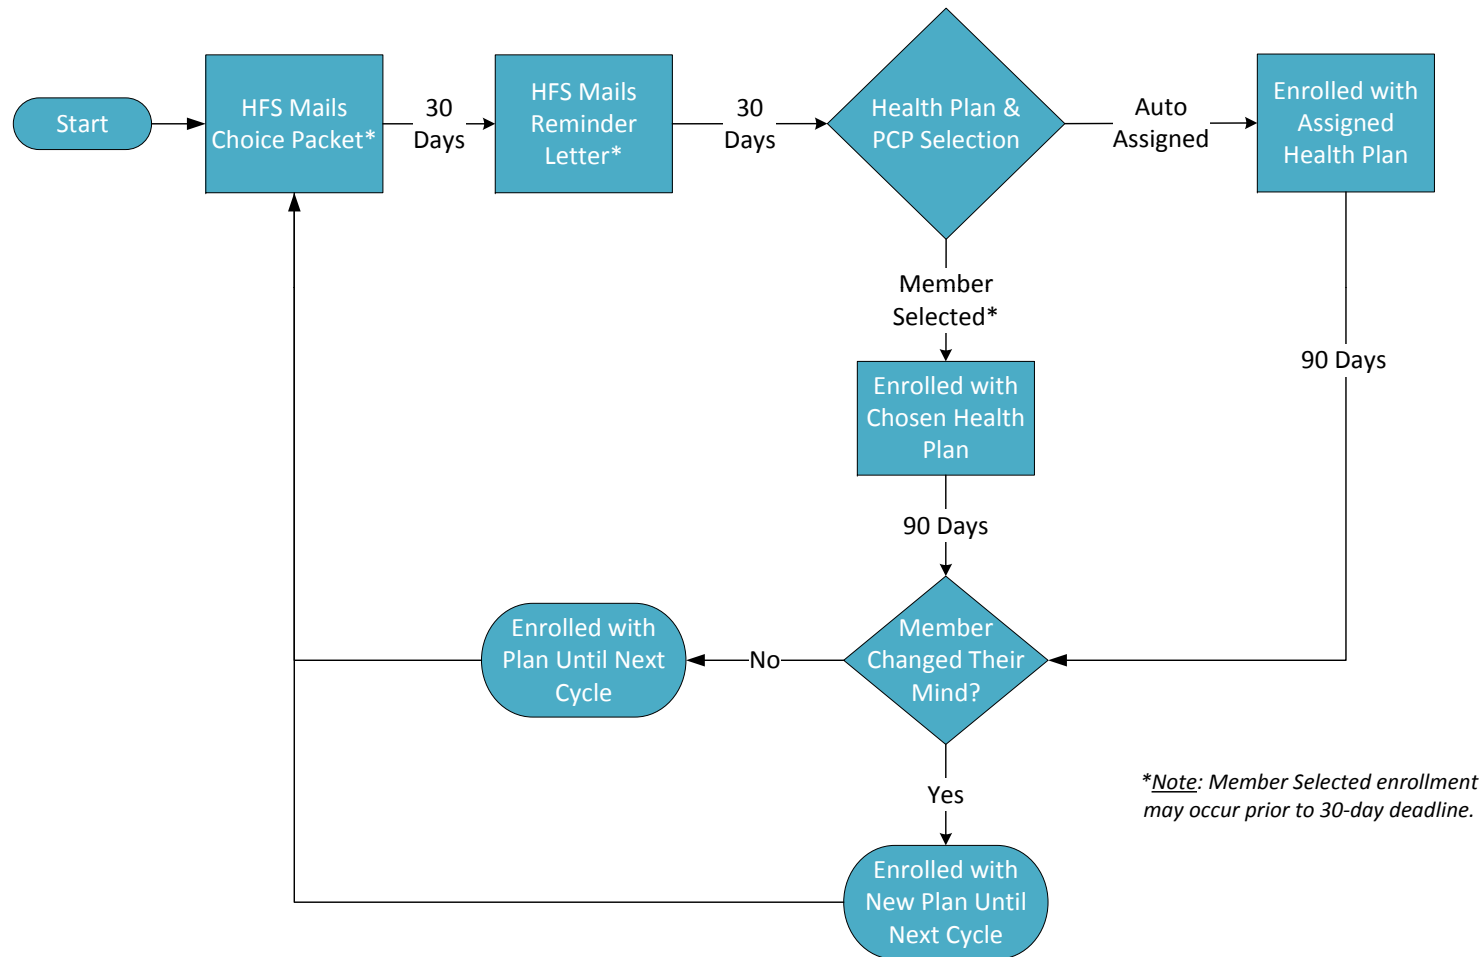 Start
HFS Mails
Choice Packet*
30
Days
HFS Mails
Reminder
Letter*
30
Days
Health Plan &
PCP Selection
Auto
Assigned
Enrolled with
Assigned
Health Plan
Member
Selected*
90 Days
Enrolled with
Chosen Health
Plan
90 Days
Member
Changed Their
Mind?
No
Enrolled with
Plan Until Next
Cycle
Yes
Enrolled with
New Plan Until
Next Cycle
*Note: Member Selected enrollment
may occur prior to 30-day deadline.